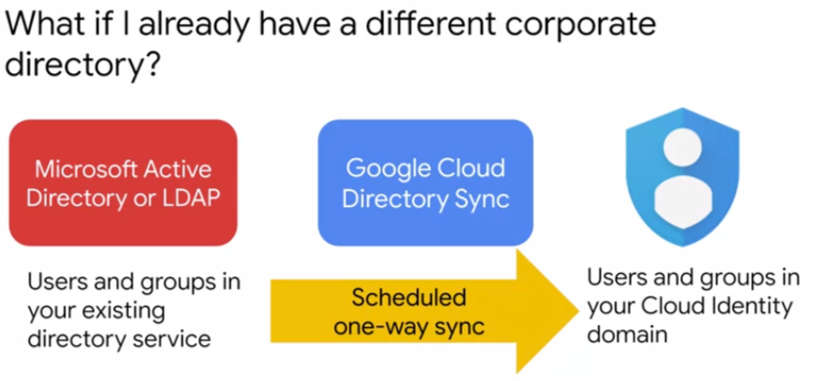 What if I already have a different corporate
directory?
Microsoft Active
Directory or LDAP
Google Cloud
Directory Sync
Users and groups in
your existing
directory service
Scheduled
one-way sync
Users and groups in
your Cloud Identity
domain